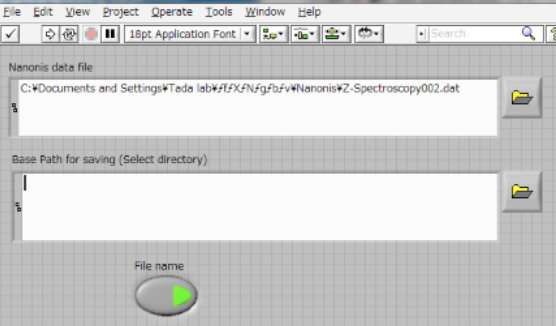 File Edit View Project Operate Tools Window Help
18pt Application Font Search
Nanonis data file
C:¥Documents and Settings¥Tada lab¥ƒfƒXƒNƒgƒbƒv¥Nanonis¥Z-Spectroscopy002.dat
Base Path for saving (Select directory)
File name